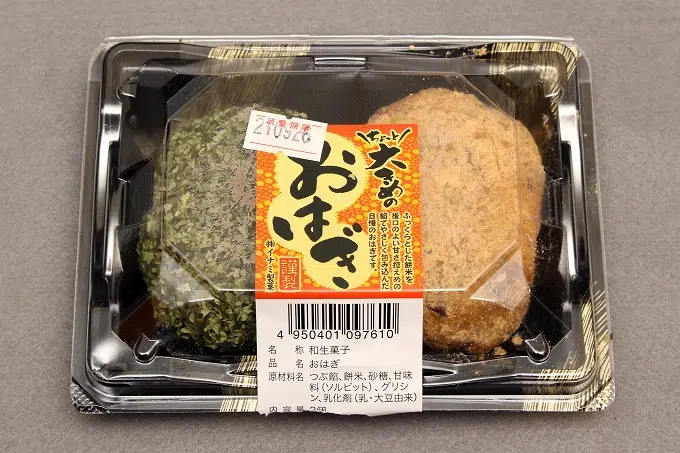 消費期限
210926
ちょっと
大きめの
おはぎ
ふっくらとした餅米を
後口のよい甘さ控えめの
餡でやさしく包み込んだ
自慢のおはぎです。
㈱イナミ製菓
謹製
4 950401 097610
名　称 和生菓子
品　名 おはぎ
原材料名 つぶ餡、餅米、砂糖、甘味
料(ソルビット)、グリシ
ン、乳化剤(乳・大豆由来)
内容量 2個